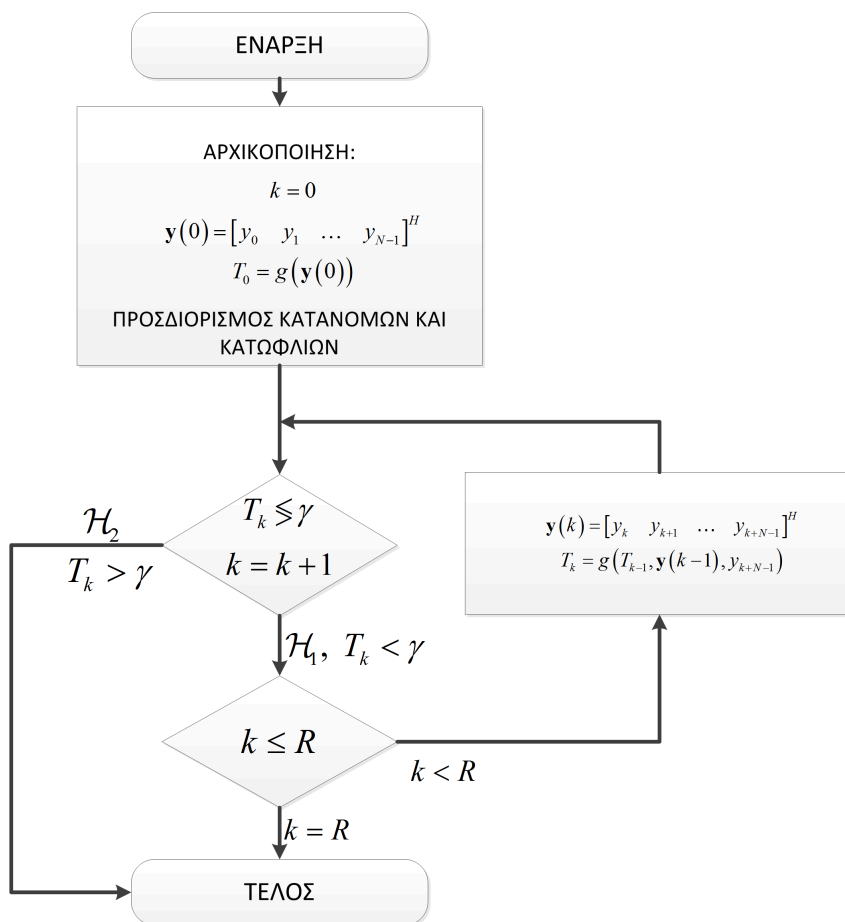 ΕΝΑΡΞΗ
ΑΡΧΙΚΟΠΟΙΗΣΗ:
k = 0
y(0) = [y_0 y_1 … y_{N-1}]^H
T_0 = g(y(0))
ΠΡΟΣΔΙΟΡΙΣΜΟΣ ΚΑΤΑΝΟΜΩΝ ΚΑΙ
ΚΑΤΩΦΛΙΩΝ
T_k ≶ γ
k = k + 1
ℋ_2
T_k > γ
y(k) = [y_k y_{k+1} … y_{k+N-1}]^H
T_k = g(T_{k-1}, y(k-1), y_{k+N-1})
ℋ_1, T_k < γ
k ≤ R
k < R
k = R
ΤΕΛΟΣ